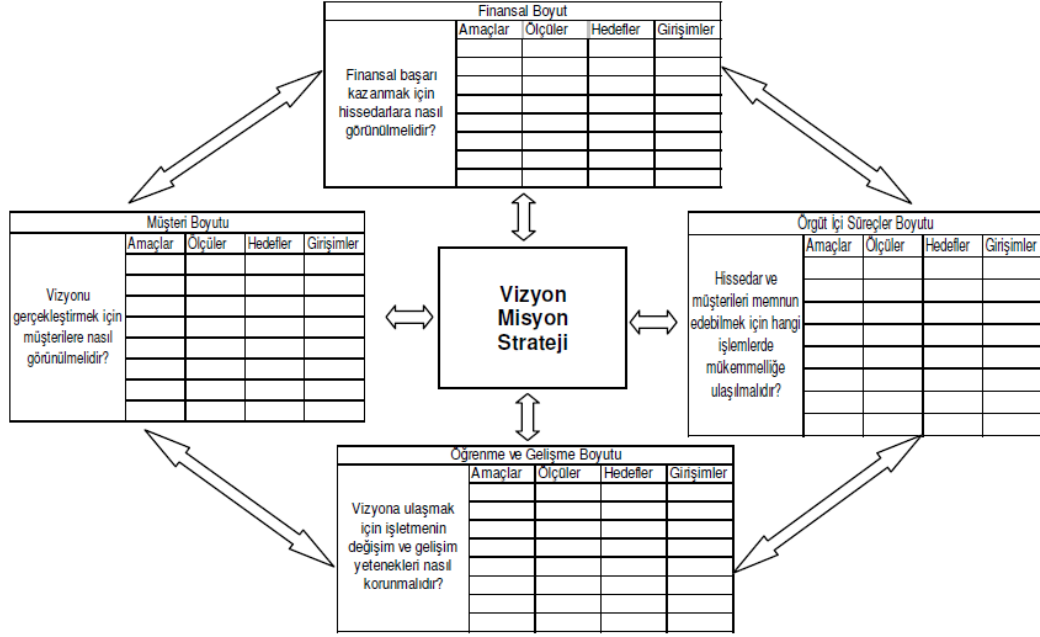 Finansal Boyut
Amaçlar Ölçüler Hedefler Girişimler
Finansal başarı
kazanmak için
hissedarlara nasıl
görünülmelidir?
Müşteri Boyutu
Amaçlar Ölçüler Hedefler Girişimler
Vizyonu
gerçekleştirmek için
müşterilere nasıl
görünülmelidir?
Vizyon
Misyon
Strateji
Örgüt İçi Süreçler Boyutu
Amaçlar Ölçüler Hedefler Girişimler
Hissedar ve
müşterileri memnun
edebilmek için hangi
işlemlerde
mükemmelliğe
ulaşılmalıdır?
Öğrenme ve Gelişme Boyutu
Amaçlar Ölçüler Hedefler Girişimler
Vizyona ulaşmak
için işletmenin
değişim ve gelişim
yetenekleri nasıl
korunmalıdır?